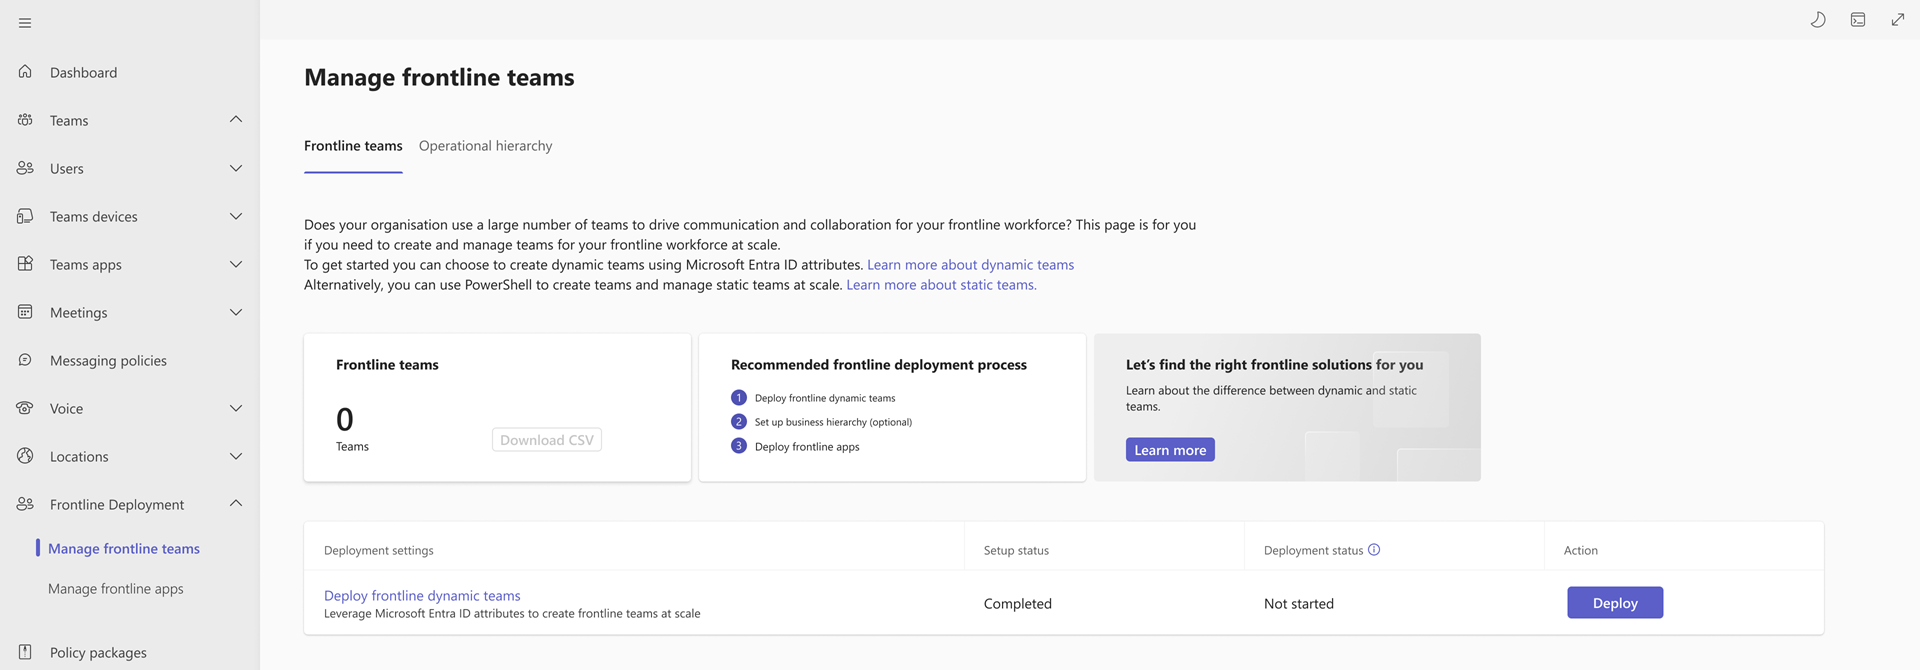 Dashboard
Teams
Users
Teams devices
Teams apps
Meetings
Messaging policies
Voice
Locations
Frontline Deployment
Manage frontline teams
Manage frontline apps
Policy packages
Manage frontline teams
Frontline teams
Operational hierarchy
Does your organisation use a large number of teams to drive communication and collaboration for your frontline workforce? This page is for you
if you need to create and manage teams for your frontline workforce at scale.
To get started you can choose to create dynamic teams using Microsoft Entra ID attributes. Learn more about dynamic teams
Alternatively, you can use PowerShell to create teams and manage static teams at scale. Learn more about static teams.
Frontline teams
0
Teams
Download CSV
Recommended frontline deployment process
1 Deploy frontline dynamic teams
2 Set up business hierarchy (optional)
3 Deploy frontline apps
Let’s find the right frontline solutions for you
Learn about the difference between dynamic and static
teams.
Learn more
Deployment settings
Setup status
Deployment status
Action
Deploy frontline dynamic teams
Leverage Microsoft Entra ID attributes to create frontline teams at scale
Completed
Not started
Deploy